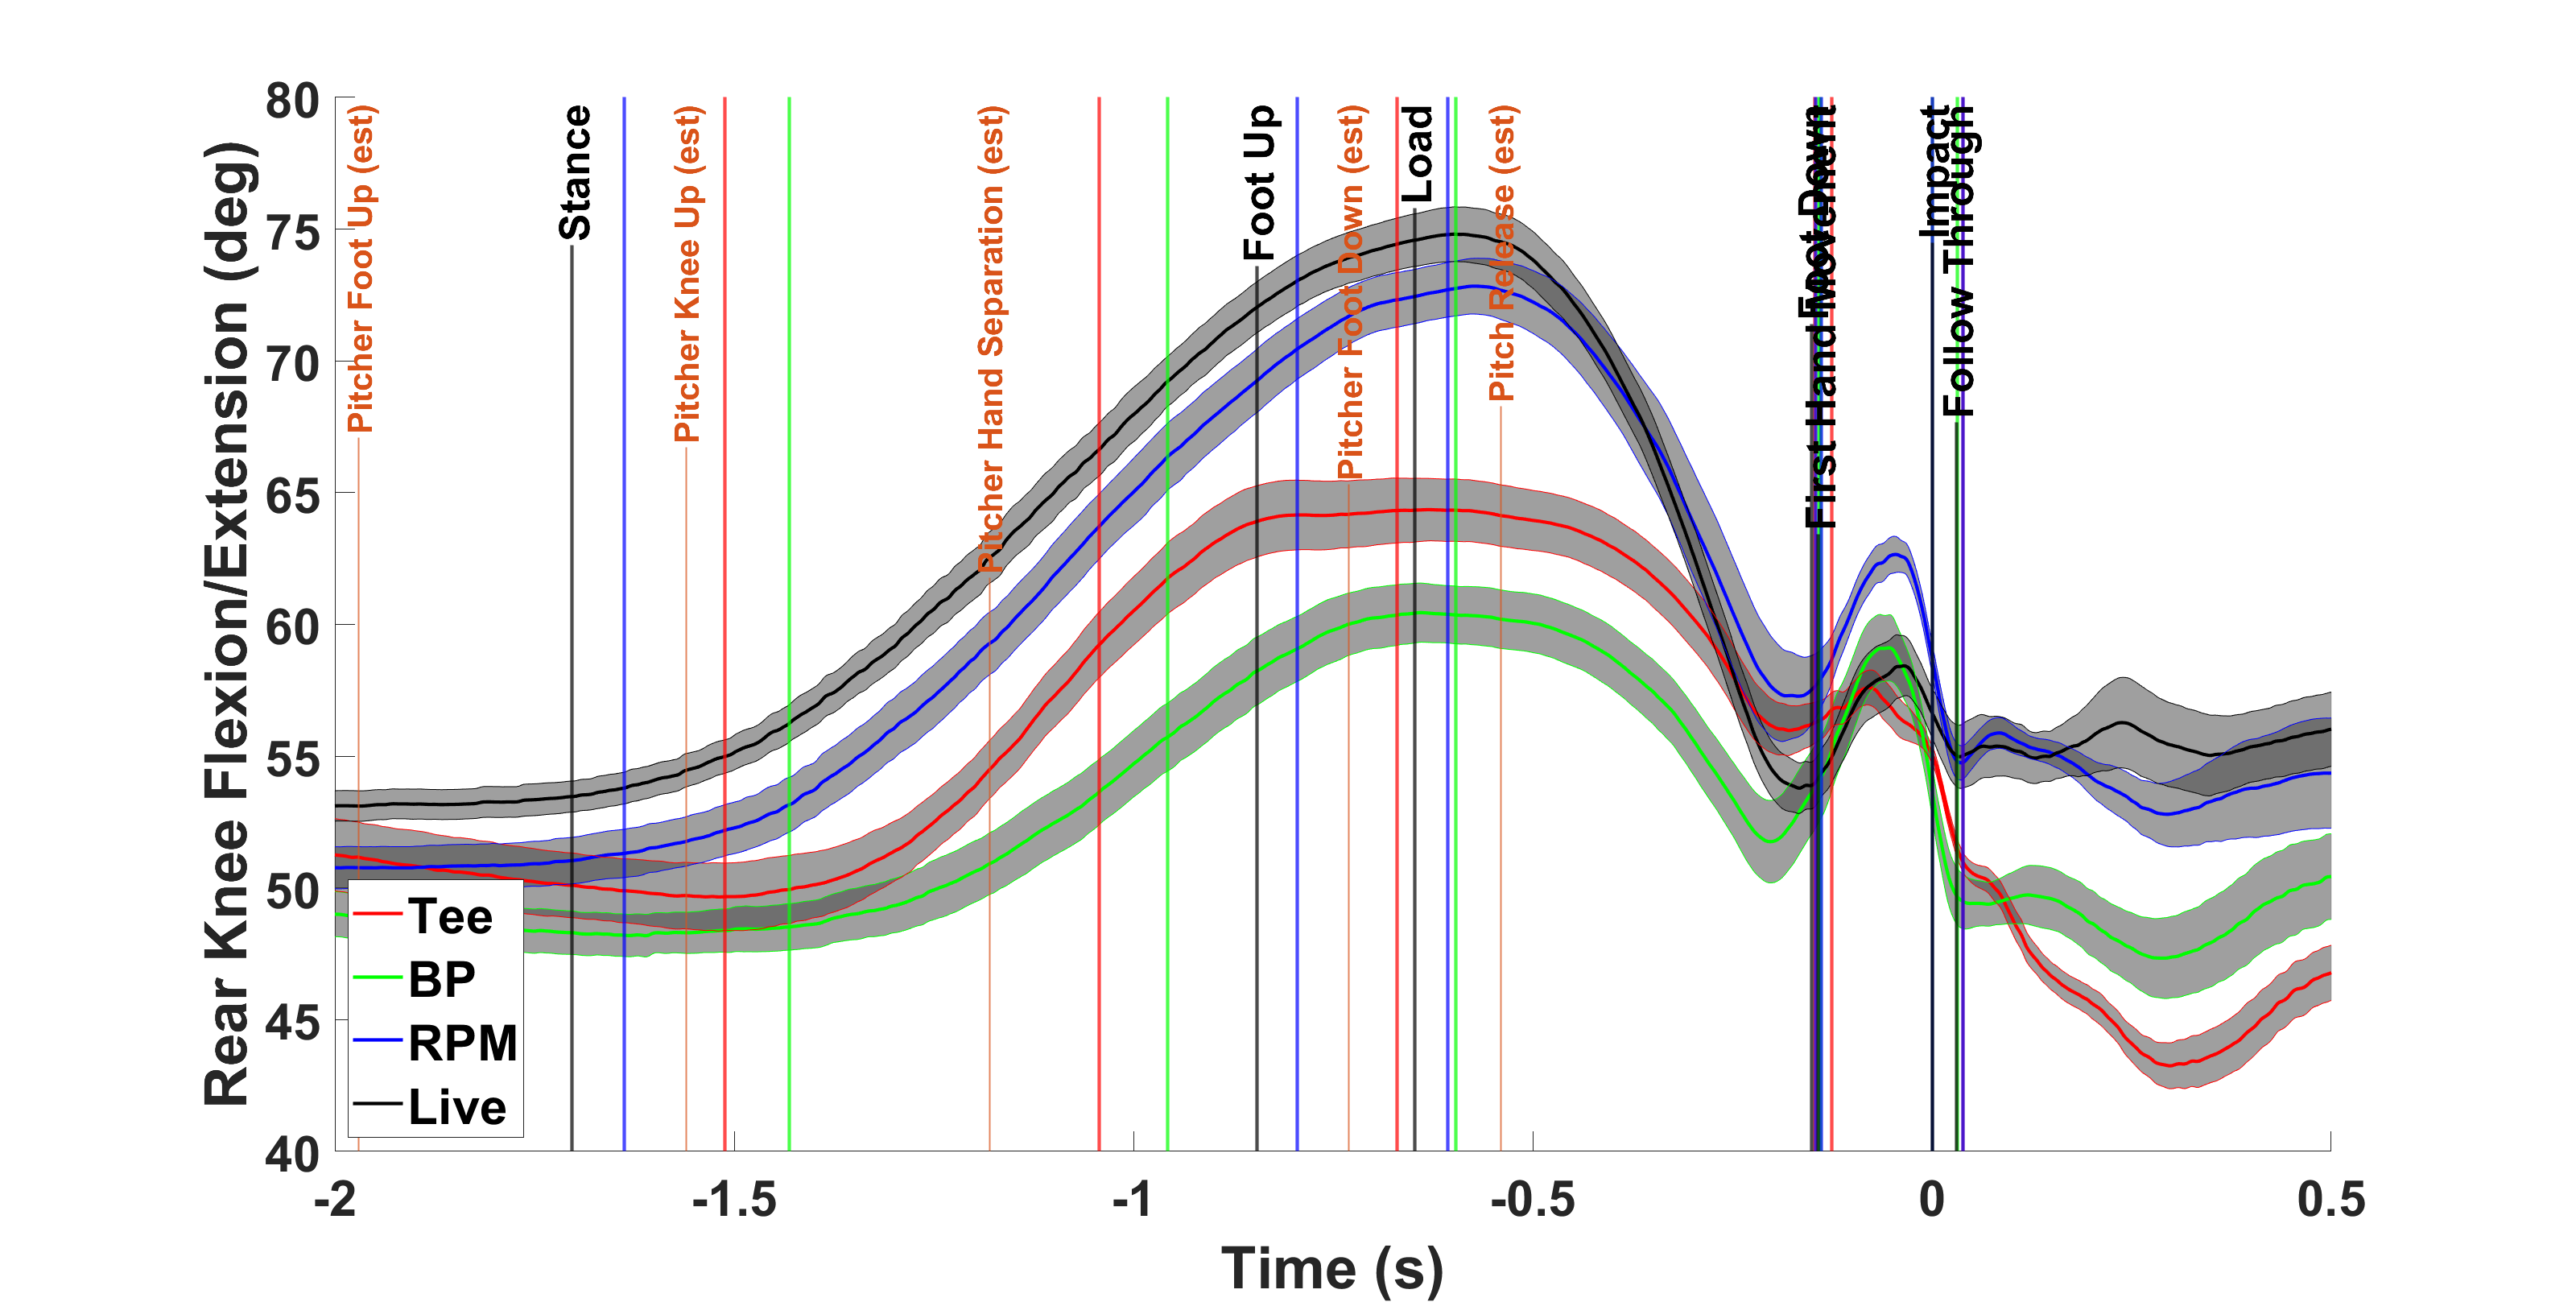 Rear Knee Flexion/Extension (deg)
80
75
70
65
60
55
50
45
40
Pitcher Foot Up (est)
Stance
Pitcher Knee Up (est)
Pitcher Hand Separation (est)
Foot Up
Pitcher Foot Down (est)
Load
Pitch Release (est)
Foot Down
First Hand Movement
Impact
Follow Through
Tee
BP
RPM
Live
-2
-1.5
-1
-0.5
0
0.5
Time (s)